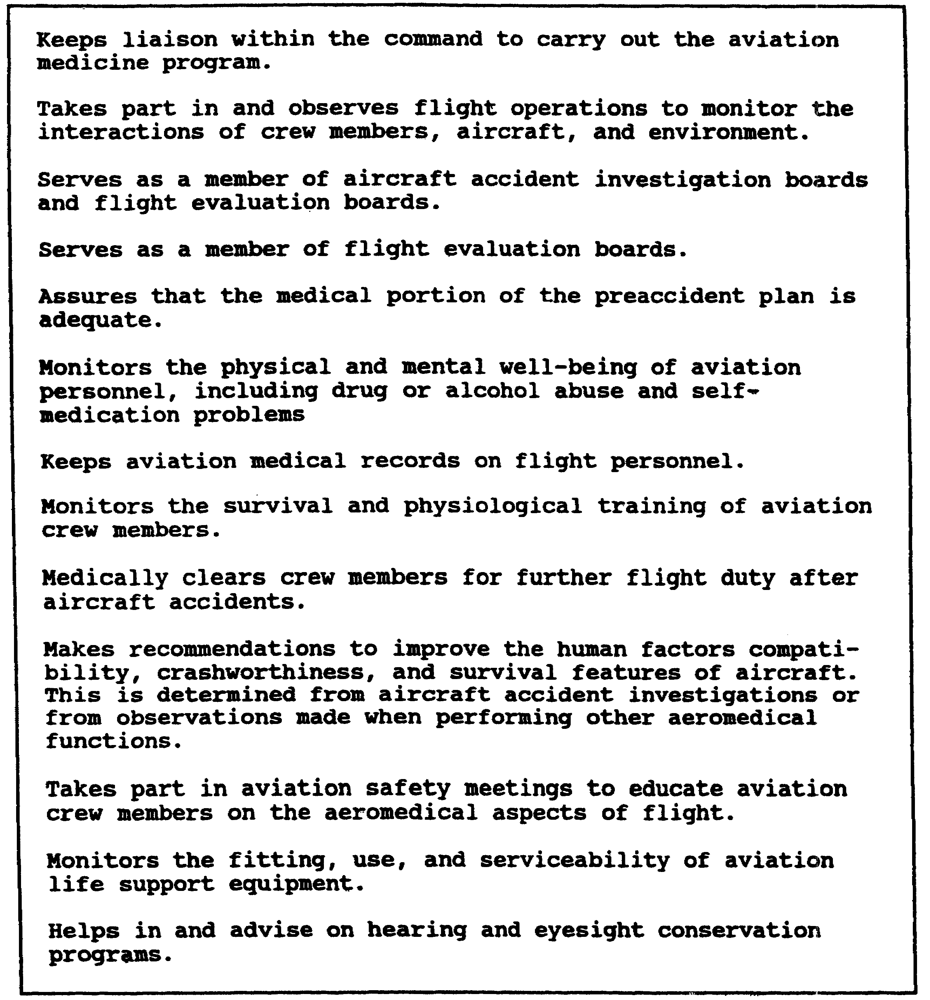 Keeps liaison within the command to carry out the aviation
medicine program.
Takes part in and observes flight operations to monitor the
interactions of crew members, aircraft, and environment.
Serves as a member of aircraft accident investigation boards
and flight evaluation boards.
Serves as a member of flight evaluation boards.
Assures that the medical portion of the preaccident plan is
adequate.
Monitors the physical and mental well-being of aviation
personnel, including drug or alcohol abuse and self-
medication problems
Keeps aviation medical records on flight personnel.
Monitors the survival and physiological training of aviation
crew members.
Medically clears crew members for further flight duty after
aircraft accidents.
Makes recommendations to improve the human factors compati-
bility, crashworthiness, and survival features of aircraft.
This is determined from aircraft accident investigations or
from observations made when performing other aeromedical
functions.
Takes part in aviation safety meetings to educate aviation
crew members on the aeromedical aspects of flight.
Monitors the fitting, use, and serviceability of aviation
life support equipment.
Helps in and advise on hearing and eyesight conservation
programs.